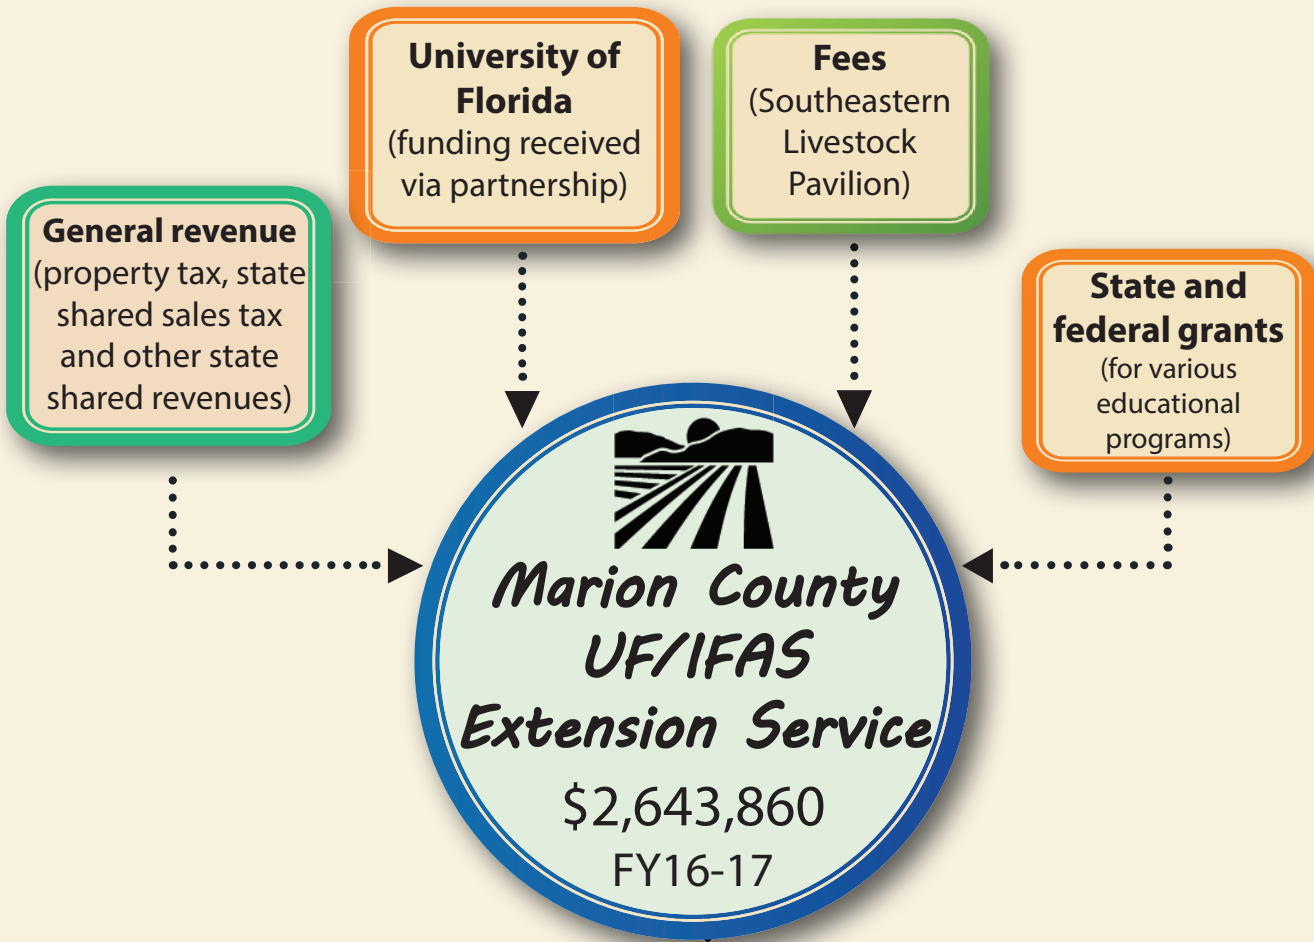 University of
Florida
(funding received
via partnership)
Fees
(Southeastern
Livestock
Pavilion)
General revenue
(property tax, state
shared sales tax
and other state
shared revenues)
State and
federal grants
(for various
educational
programs)
Marion County
UF/IFAS
Extension Service
$2,643,860
FY16-17